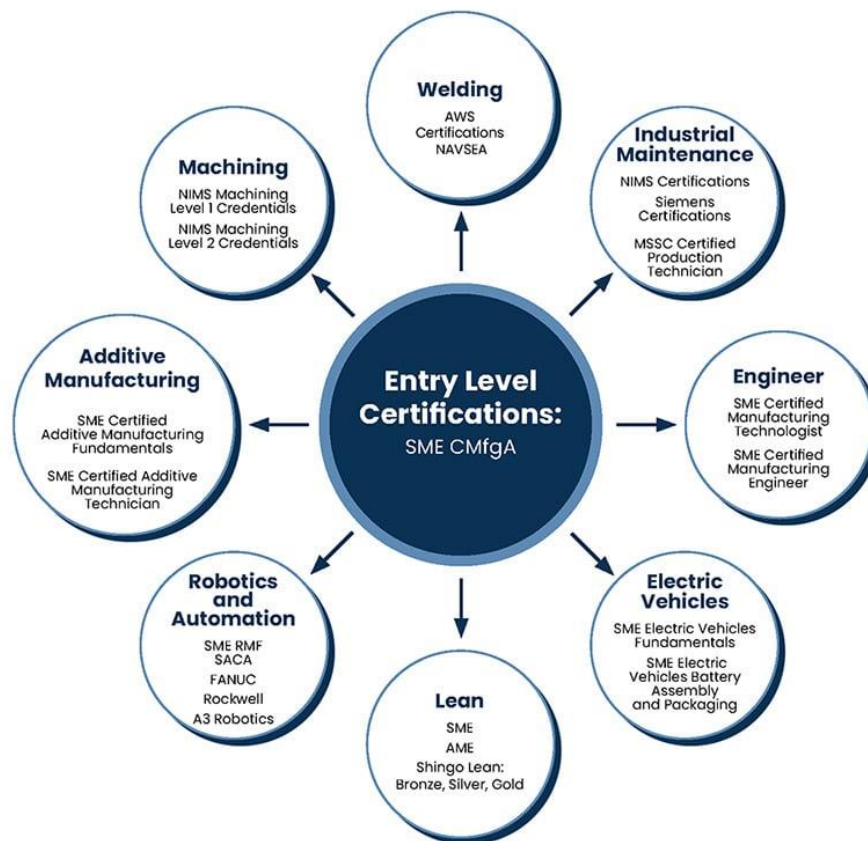 Welding
AWS
Certifications
NAVSEA
Industrial
Maintenance
NIMS Certifications
Siemens
Certifications
MSSC Certified
Production
Technician
Engineer
SME Certified
Manufacturing
Technologist
SME Certified
Manufacturing
Engineer
Electric
Vehicles
SME Electric Vehicles
Fundamentals
SME Electric
Vehicles Battery
Assembly
and Packaging
Lean
SME
AME
Shingo Lean:
Bronze, Silver, Gold
Robotics
and
Automation
SME RMF
SACA
FANUC
Rockwell
A3 Robotics
Additive
Manufacturing
SME Certified
Additive Manufacturing
Fundamentals
SME Certified Additive
Manufacturing
Technician
Machining
NIMS Machining
Level 1 Credentials
NIMS Machining
Level 2 Credentials
Entry Level
Certifications:
SME CMfgA